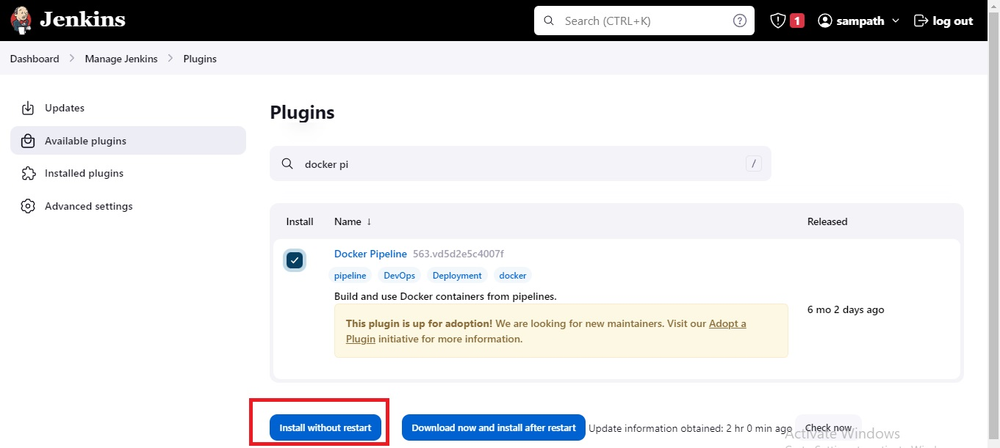 Jenkins
Search (CTRL+K)
1
sampath
log out
Dashboard
Manage Jenkins
Plugins
Updates
Available plugins
Installed plugins
Advanced settings
Plugins
docker pi
/
Install Name ↓ Released
Docker Pipeline 563.vd5d2e5c4007f
pipeline DevOps Deployment docker
Build and use Docker containers from pipelines.
This plugin is up for adoption! We are looking for new maintainers. Visit our Adopt a
Plugin initiative for more information.
6 mo 2 days ago
Install without restart Download now and install after restart Update information obtained: 2 hr 0 min ago Check now
Activate Windows